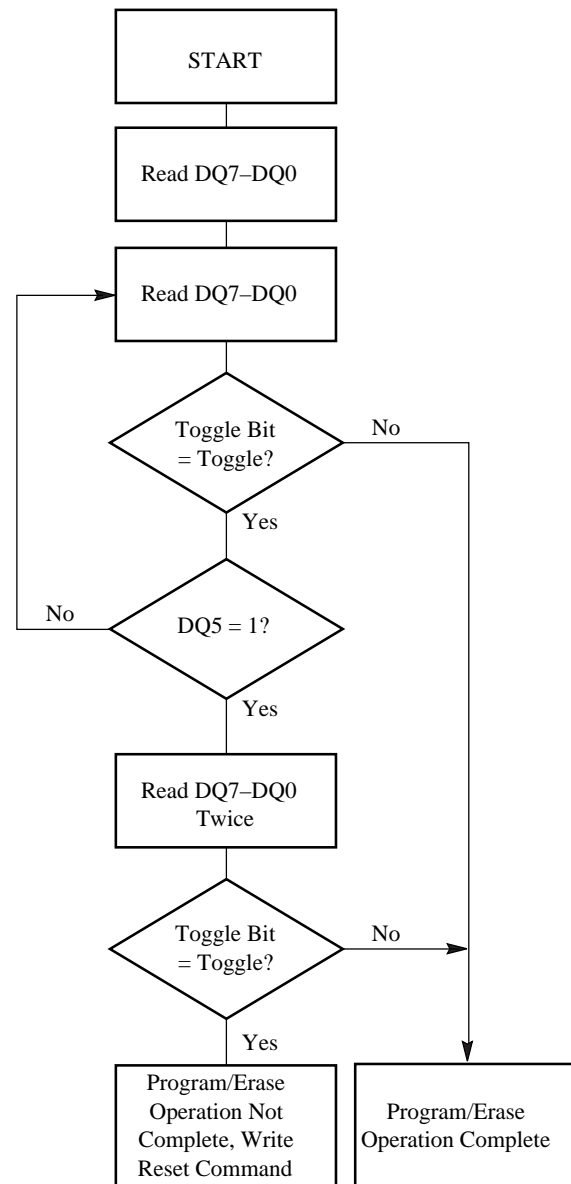 START
Read DQ7–DQ0
Read DQ7–DQ0
Toggle Bit
= Toggle?
No
Yes
No
DQ5 = 1?
Yes
Read DQ7–DQ0
Twice
Toggle Bit
= Toggle?
No
Yes
Program/Erase
Operation Not
Complete, Write
Reset Command
Program/Erase
Operation Complete